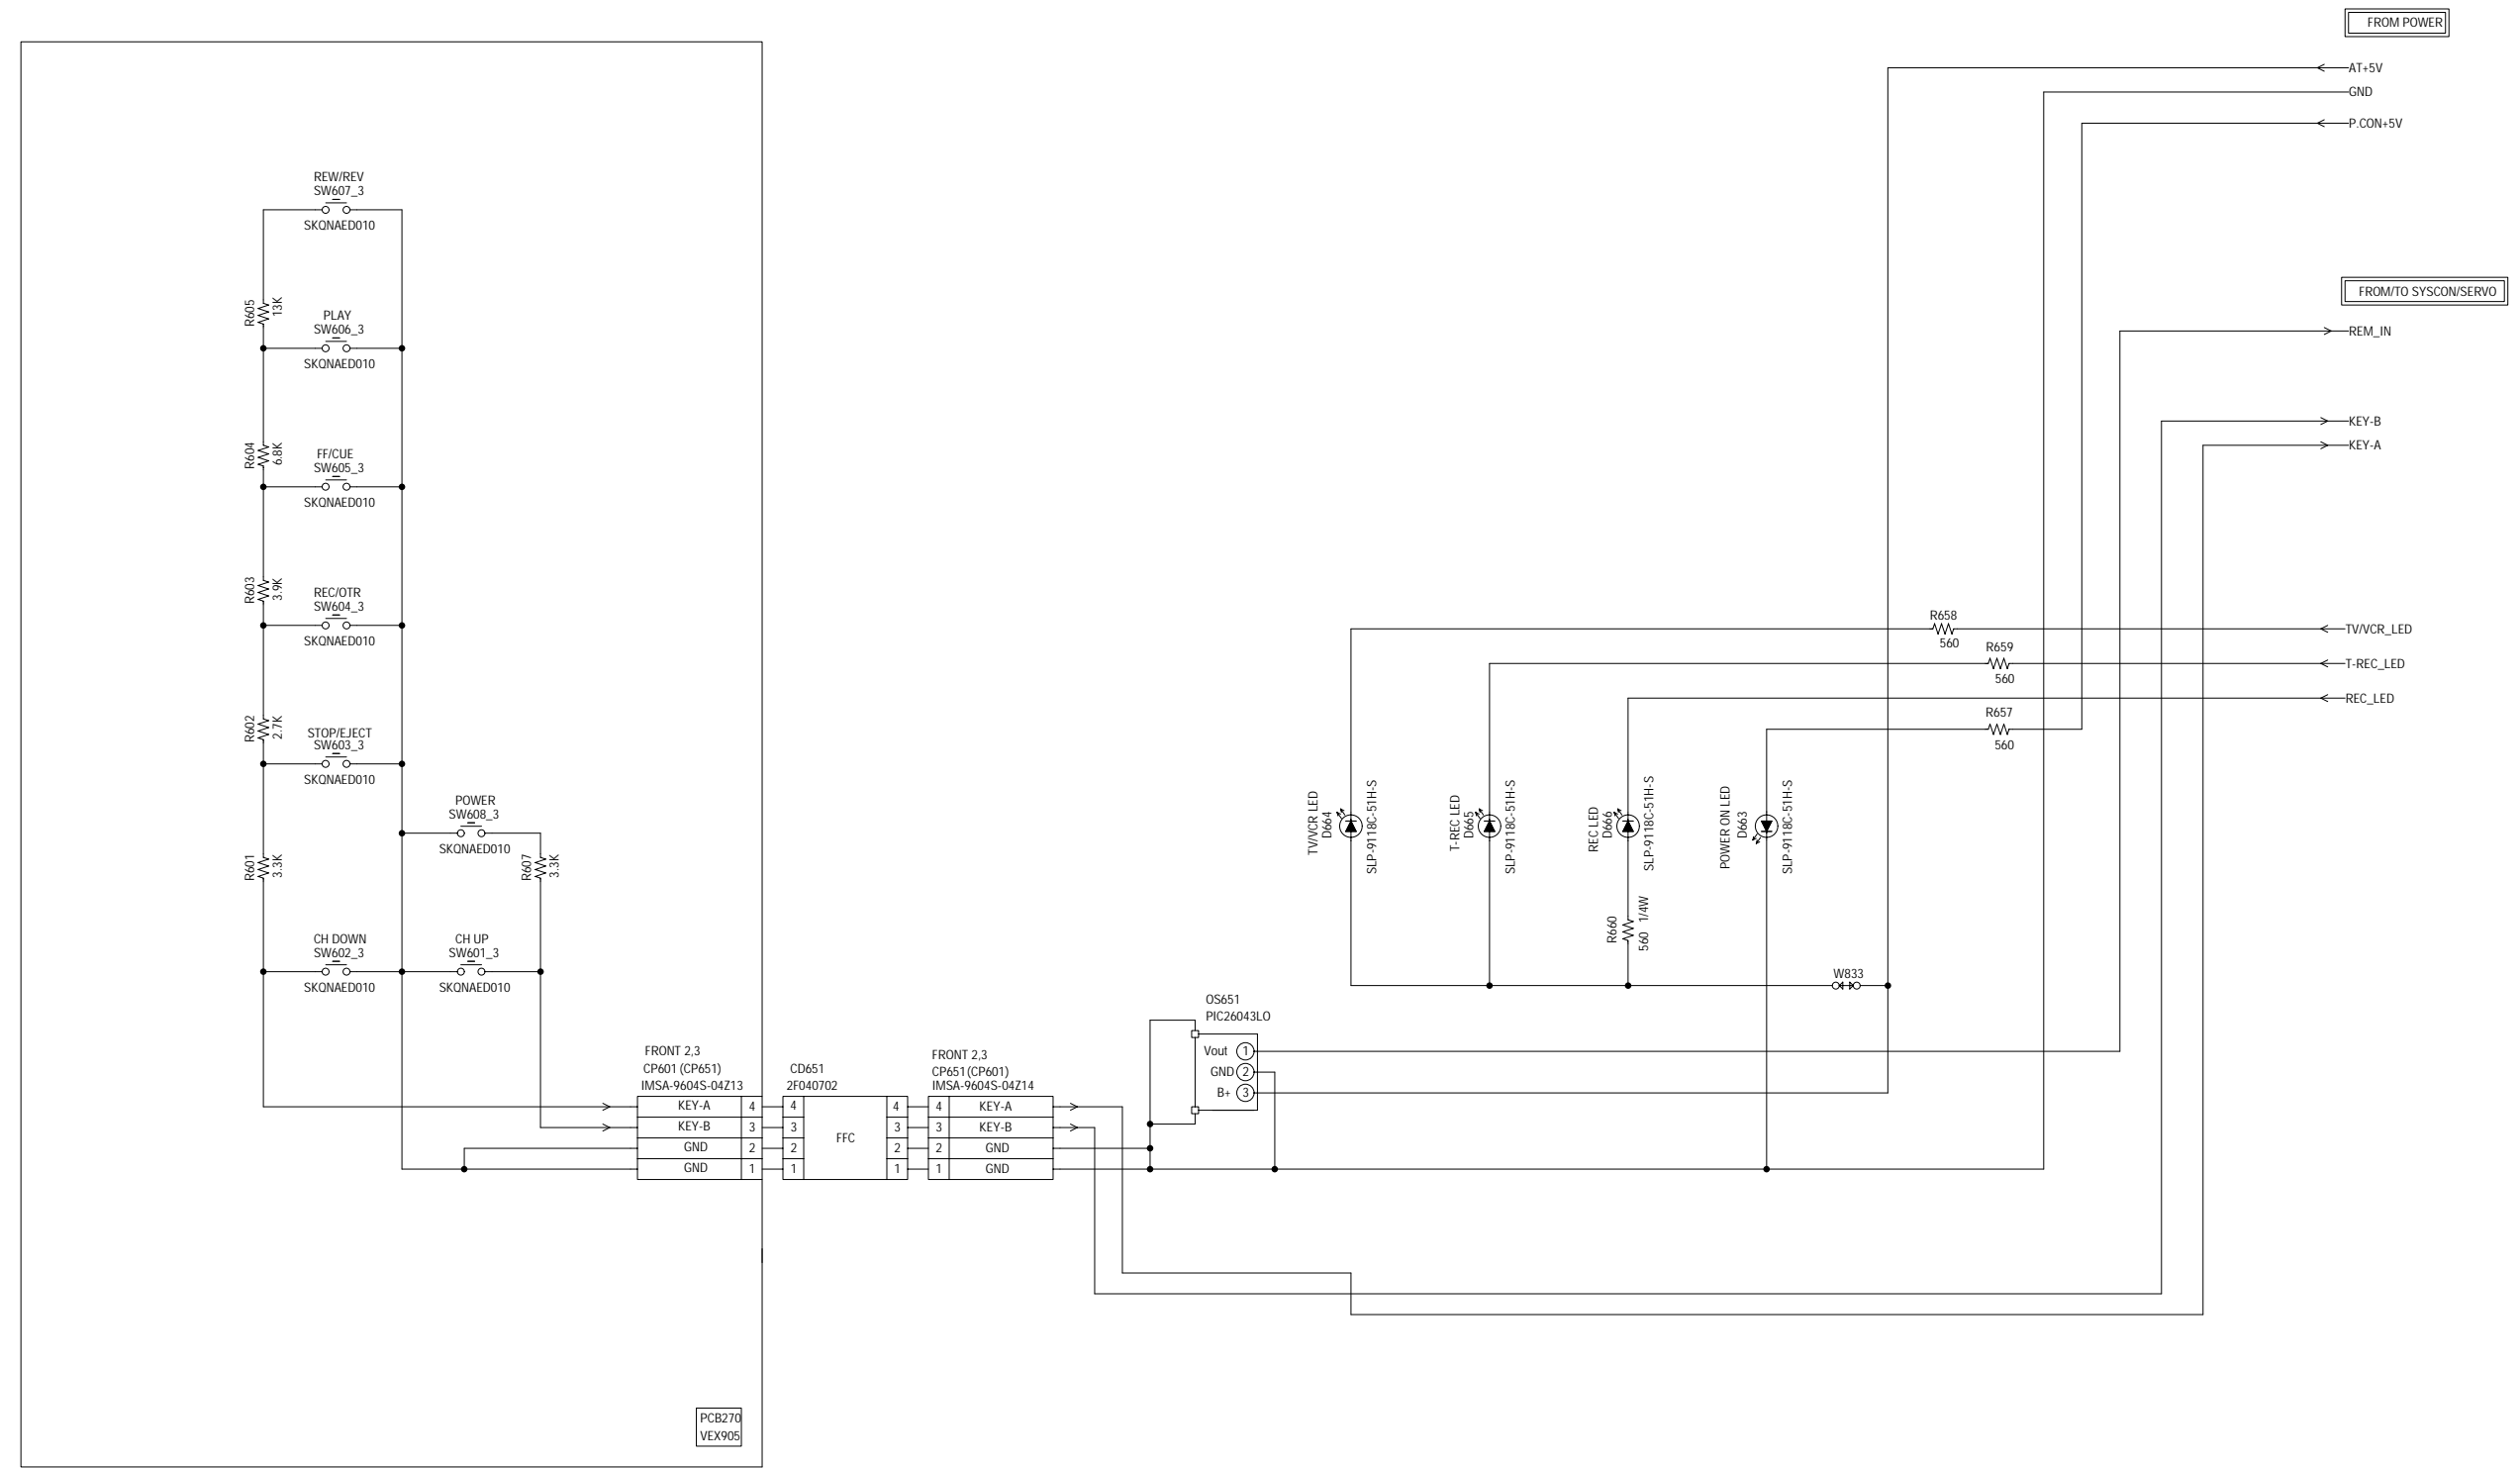 FROM POWER
AT+5V
GND
P.CON+5V
REW/REV
SW607_3
SKQNAED010
R605
13K
PLAY
SW606_3
SKQNAED010
FROM/TO SYSCON/SERVO
REM_IN
KEY-B
KEY-A
R604
6.8K
FF/CUE
SW605_3
SKQNAED010
R603
3.9K
REC/OTR
SW604_3
SKQNAED010
R658
560
TV/VCR_LED
R659
560
T-REC_LED
REC_LED
R657
560
R602
2.7K
STOP/EJECT
SW603_3
SKQNAED010
POWER
SW608_3
SKQNAED010
R601
3.3K
R607
3.3K
TV/VCR LED
D664
SLP-9118C-51H-S
T-REC LED
D665
SLP-9118C-51H-S
REC LED
D666
SLP-9118C-51H-S
POWER ON LED
D663
SLP-9118C-51H-S
R660
560 1/4W
CH DOWN
SW602_3
SKQNAED010
CH UP
SW601_3
SKQNAED010
W833
OS651
PIC26043LO
Vout 1
GND 2
B+ 3
FRONT 2,3
CP601 (CP651)
IMSA-9604S-04Z13
KEY-A 4
KEY-B 3
GND 2
GND 1
CD651
2F040702
4 4
3 3
FFC
2 2
1 1
FRONT 2,3
CP651 (CP601)
IMSA-9604S-04Z14
4 KEY-A
3 KEY-B
2 GND
1 GND
PCB270
VEX905